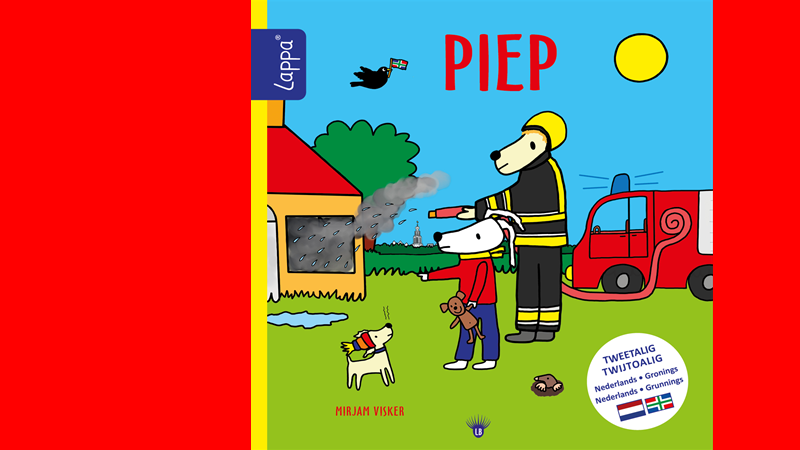 Lappa®
PIEP
TWEETALIG
TWIJTOALIG
Nederlands • Gronings
Nederlands • Grunnings
MIRJAM VISKER
LB